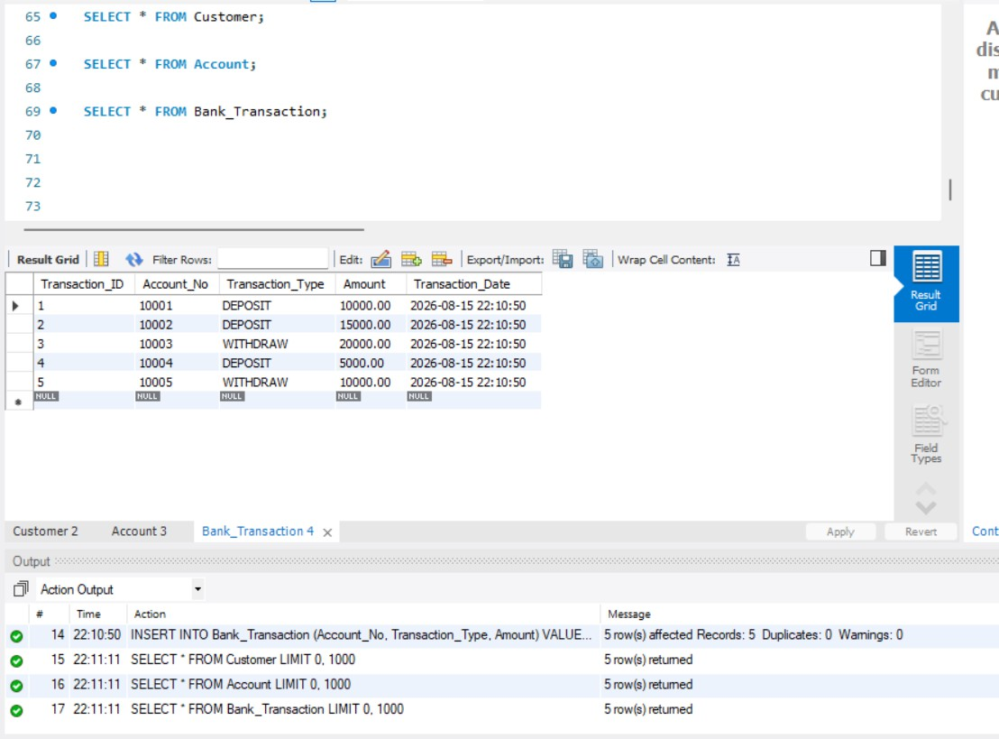 65 SELECT * FROM Customer;
66
67 SELECT * FROM Account;
68
69 SELECT * FROM Bank_Transaction;
70
71
72
73
A
dis
m
cu
Result Grid Filter Rows: Edit: Export/Import: Wrap Cell Content: IA
Transaction_ID Account_No Transaction_Type Amount Transaction_Date
1 10001 DEPOSIT 10000.00 2026-08-15 22:10:50
2 10002 DEPOSIT 15000.00 2026-08-15 22:10:50
3 10003 WITHDRAW 20000.00 2026-08-15 22:10:50
4 10004 DEPOSIT 5000.00 2026-08-15 22:10:50
5 10005 WITHDRAW 10000.00 2026-08-15 22:10:50
NULL NULL NULL NULL NULL
Result
Grid
Form
Editor
Field
Types
Customer 2 Account 3 Bank_Transaction 4 Apply Revert Cont
Output
Action Output
# Time Action Message
14 22:10:50 INSERT INTO Bank_Transaction (Account_No, Transaction_Type, Amount) VALUE... 5 row(s) affected Records: 5 Duplicates: 0 Warnings: 0
15 22:11:11 SELECT * FROM Customer LIMIT 0, 1000 5 row(s) returned
16 22:11:11 SELECT * FROM Account LIMIT 0, 1000 5 row(s) returned
17 22:11:11 SELECT * FROM Bank_Transaction LIMIT 0, 1000 5 row(s) returned